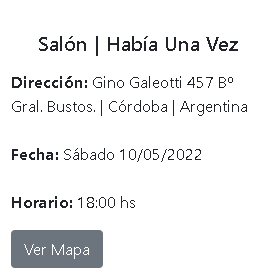 Salón | Había Una Vez
Dirección: Gino Galeotti 457 Bº
Gral. Bustos. | Córdoba | Argentina
Fecha: Sábado 10/05/2022
Horario: 18:00 hs
Ver Mapa